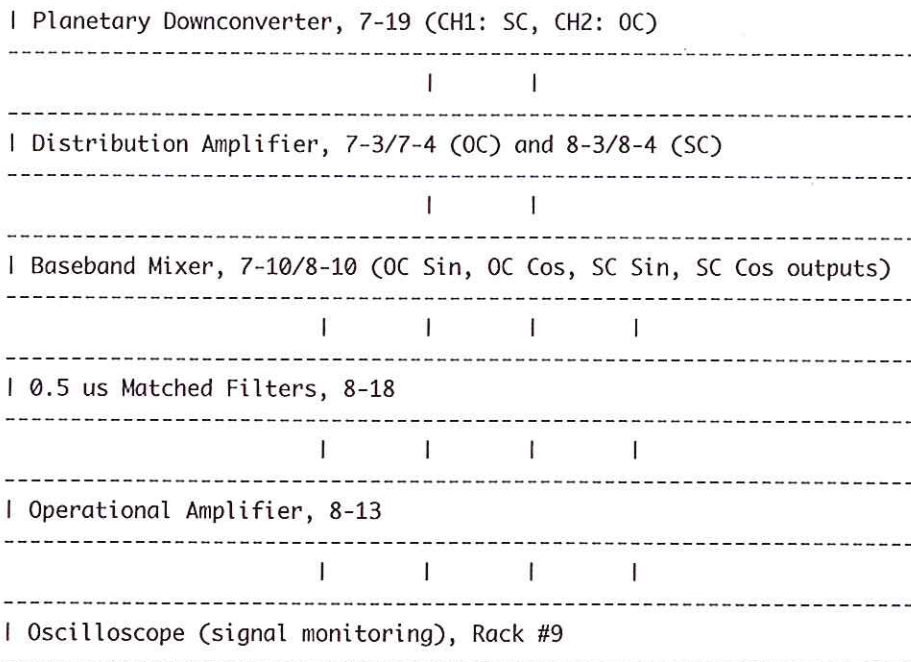 | Planetary Downconverter, 7-19 (CH1: SC, CH2: OC)
--------------------------------------------------------------------------------------
| |
--------------------------------------------------------------------------------------
| Distribution Amplifier, 7-3/7-4 (OC) and 8-3/8-4 (SC)
--------------------------------------------------------------------------------------
| |
--------------------------------------------------------------------------------------
| Baseband Mixer, 7-10/8-10 (OC Sin, OC Cos, SC Sin, SC Cos outputs)
--------------------------------------------------------------------------------------
| | | |
--------------------------------------------------------------------------------------
| 0.5 us Matched Filters, 8-18
--------------------------------------------------------------------------------------
| | | |
--------------------------------------------------------------------------------------
| Operational Amplifier, 8-13
--------------------------------------------------------------------------------------
| | | |
--------------------------------------------------------------------------------------
| Oscilloscope (signal monitoring), Rack #9
--------------------------------------------------------------------------------------